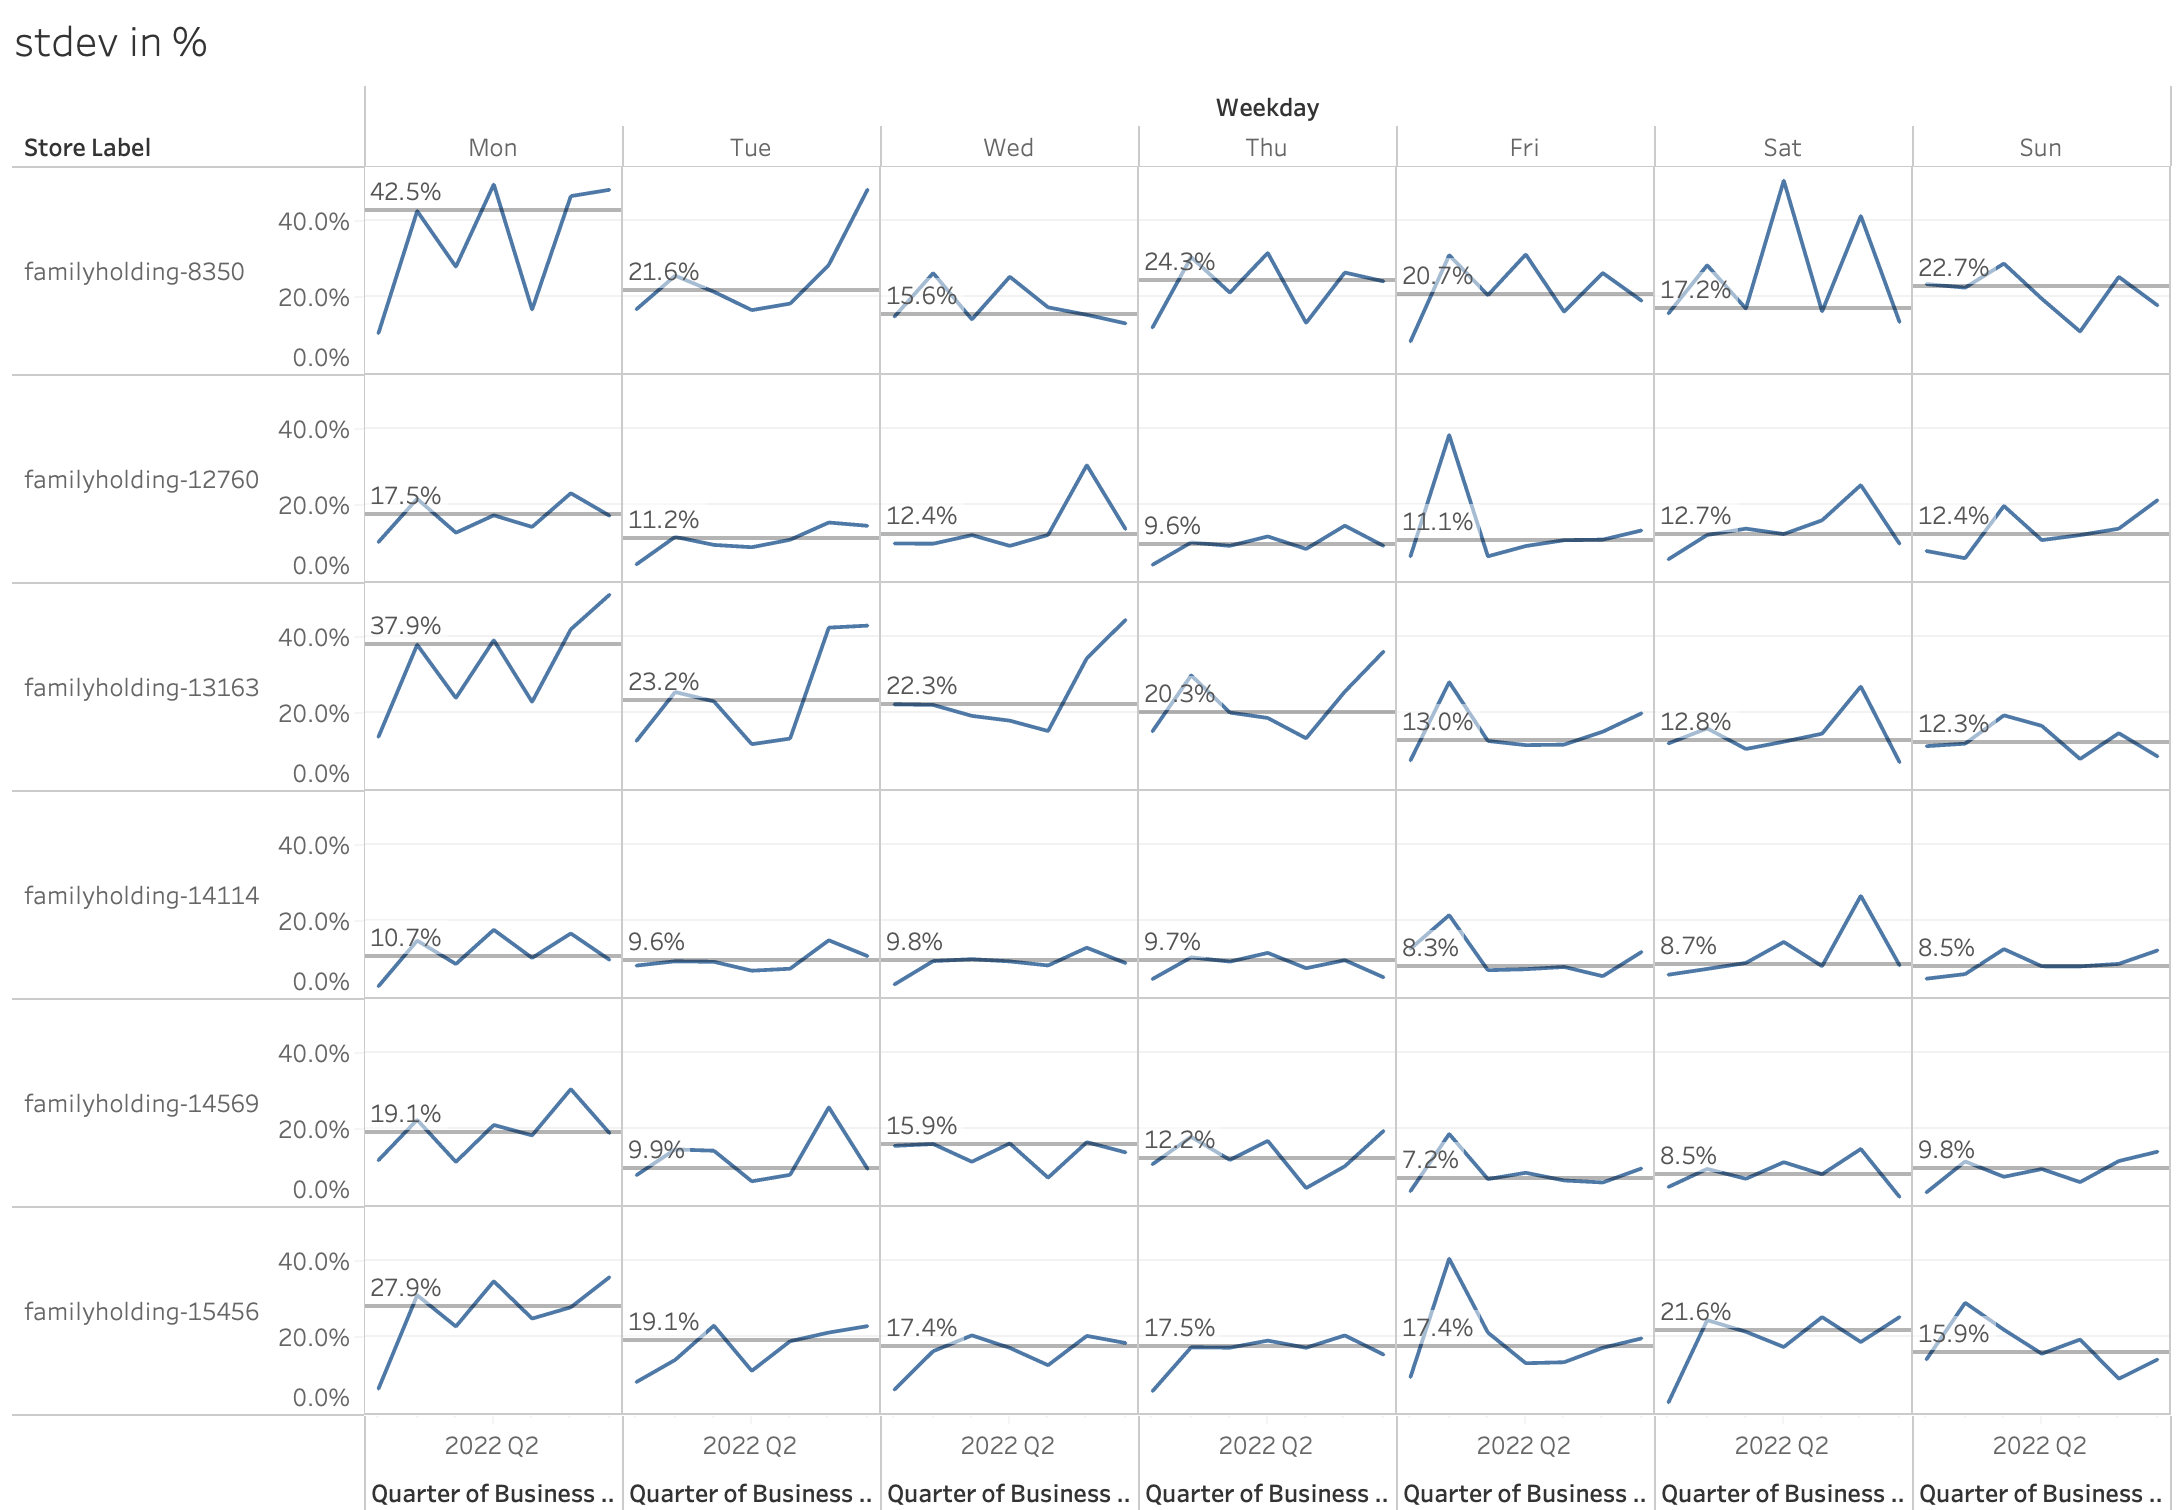 stdev in %
Weekday
Store Label Mon Tue Wed Thu Fri Sat Sun
familyholding-8350
40.0%
20.0%
0.0%
42.5% 21.6% 15.6% 24.3% 20.7% 17.2% 22.7%
familyholding-12760
40.0%
20.0%
0.0%
17.5% 11.2% 12.4% 9.6% 11.1% 12.7% 12.4%
familyholding-13163
40.0%
20.0%
0.0%
37.9% 23.2% 22.3% 20.3% 13.0% 12.8% 12.3%
familyholding-14114
40.0%
20.0%
0.0%
10.7% 9.6% 9.8% 9.7% 8.3% 8.7% 8.5%
familyholding-14569
40.0%
20.0%
0.0%
19.1% 9.9% 15.9% 12.2% 7.2% 8.5% 9.8%
familyholding-15456
40.0%
20.0%
0.0%
27.9% 19.1% 17.4% 17.5% 17.4% 21.6% 15.9%
2022 Q2 2022 Q2 2022 Q2 2022 Q2 2022 Q2 2022 Q2 2022 Q2
Quarter of Business .. Quarter of Business .. Quarter of Business .. Quarter of Business .. Quarter of Business .. Quarter of Business .. Quarter of Business ..